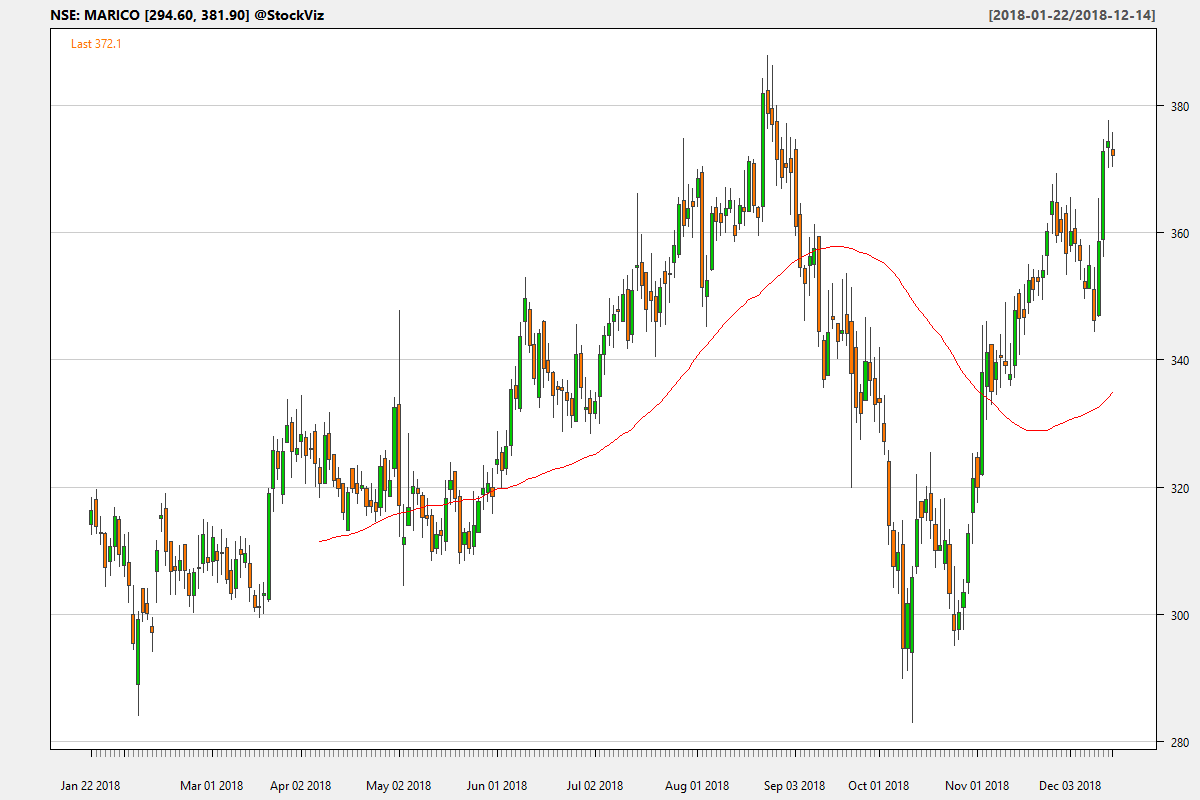 NSE: MARICO [294.60, 381.90] @StockViz [2018-01-22/2018-12-14]
Last 372.1
380
360
340
320
300
280
Jan 22 2018 Mar 01 2018 Apr 02 2018 May 02 2018 Jun 01 2018 Jul 02 2018 Aug 01 2018 Sep 03 2018 Oct 01 2018 Nov 01 2018 Dec 03 2018